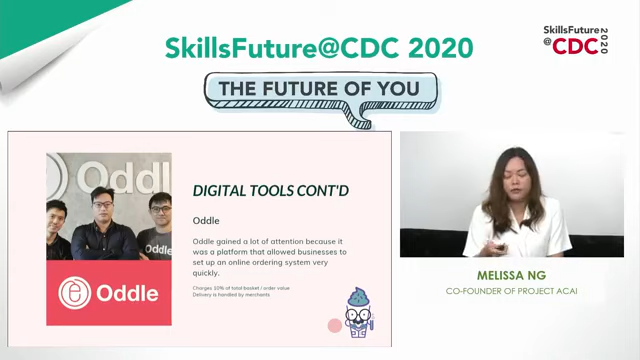 SkillsFuture@CDC 2020
THE FUTURE OF YOU
SkillsFuture
@CDC
2020
Oddle
Oddle
Oddle
DIGITAL TOOLS CONT'D
Oddle
Oddle gained a lot of attention because it
was a platform that allowed businesses to
set up an online ordering system very
quickly.
Charges 10% of total basket / order value
Delivery is handled by merchants
MELISSA NG
CO-FOUNDER OF PROJECT ACAI